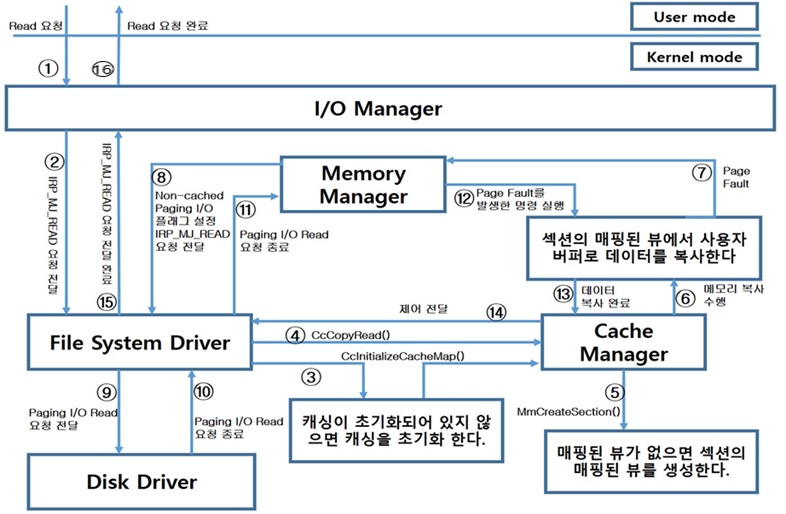 Read 요청
Read 요청 완료
User mode
Kernel mode
①
⑯
I/O Manager
②
IRP_MJ_READ 요청 전달
IRP_MJ_READ 요청 전달 완료
⑮
⑧
Non-cached
Paging I/O
플래그 설정
IRP_MJ_READ
요청 전달
⑪
Paging I/O Read
요청 종료
Memory
Manager
⑫
Page Fault를
발생한 명령 실행
⑦
Page
Fault
섹션의 매핑된 뷰에서 사용자
버퍼로 데이터를 복사한다
⑬
데이터
복사 완료
⑥
메모리 복사
수행
제어 전달
⑭
File System Driver
④
CcCopyRead()
CcInitializeCacheMap()
③
Cache
Manager
⑨
Paging I/O Read
요청 전달
⑩
Paging I/O Read
요청 종료
캐싱이 초기화되어 있지 않
으면 캐싱을 초기화 한다.
⑤
MmCreateSection()
매핑된 뷰가 없으면 섹션의
매핑된 뷰를 생성한다.
Disk Driver